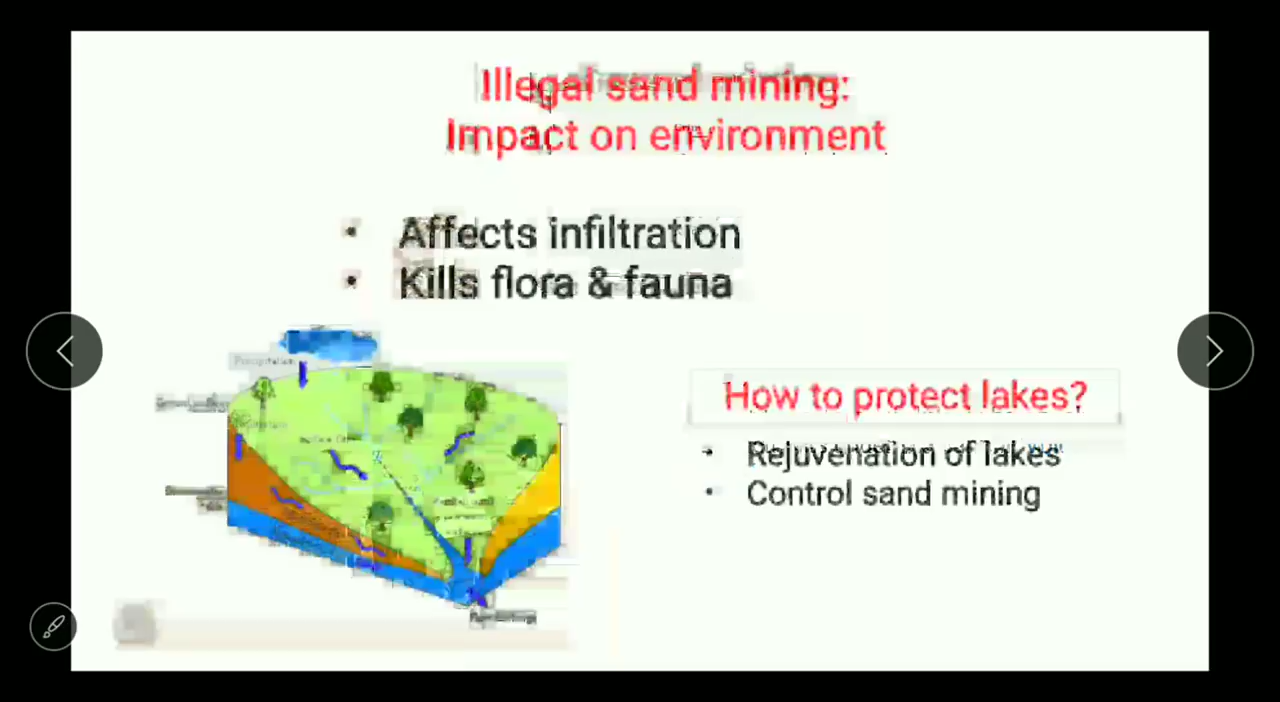 Illegal sand mining:
Impact on environment
• Affects infiltration
• Kills flora & fauna
Precipitation
How to protect lakes?
• Rejuvenation of lakes
• Control sand mining